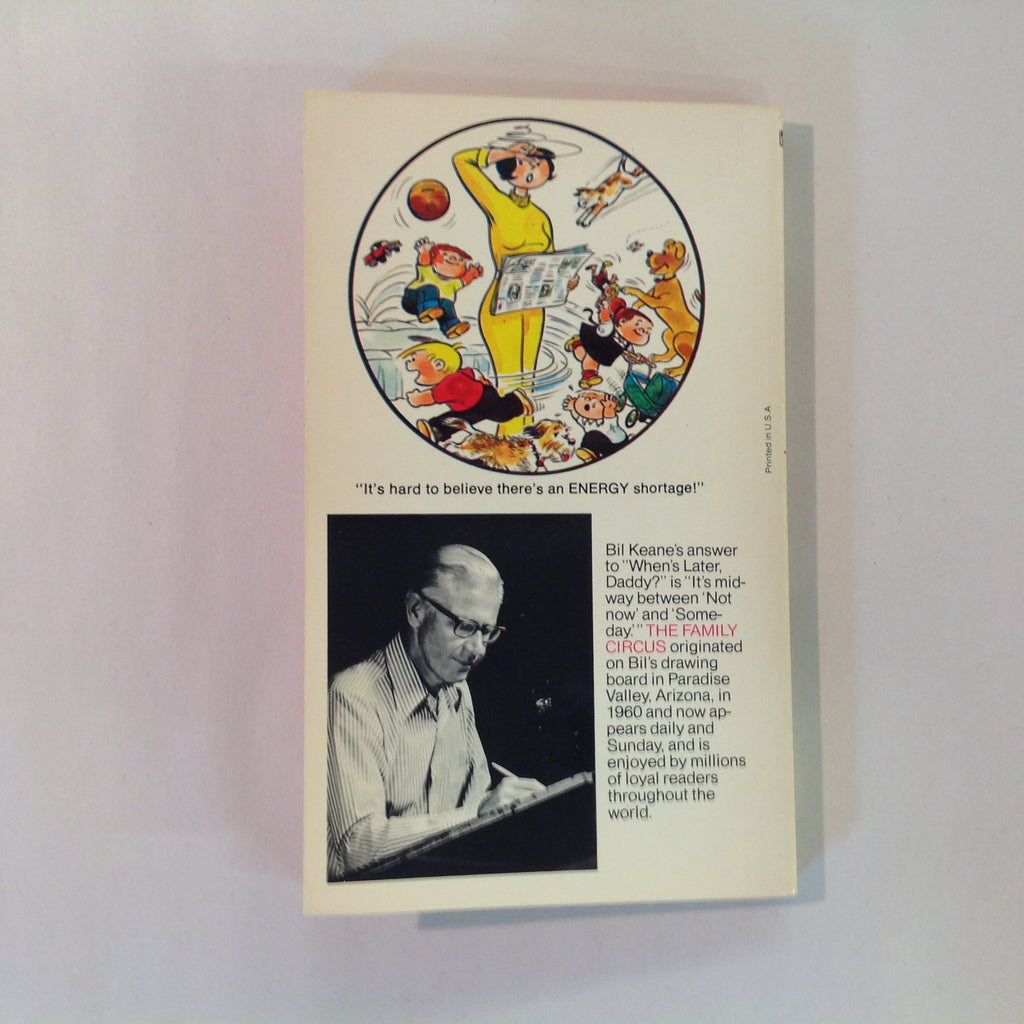 "It's hard to believe there's an ENERGY shortage!"
Printed in U.S.A.
Bil Keane's answer
to "When's Later,
Daddy?" is "It's mid-
way between 'Not
now' and 'Some-
day.'" THE FAMILY
CIRCUS originated
on Bil's drawing
board in Paradise
Valley, Arizona, in
1960 and now ap-
pears daily and
Sunday, and is
enjoyed by millions
of loyal readers
throughout the
world.